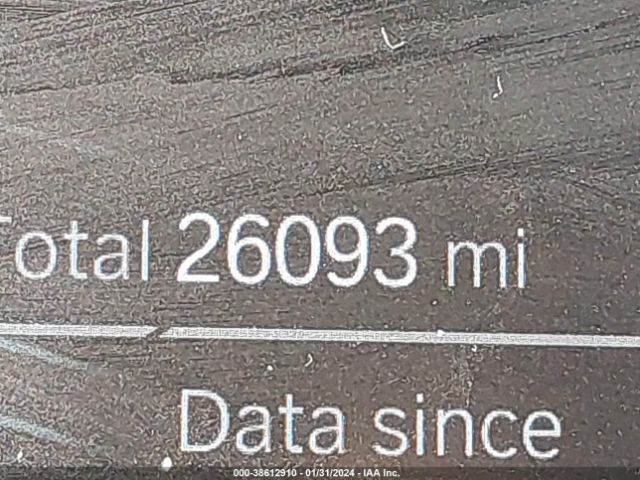 Total 26093 mi
Data since
000-38612910 - 01/31/2024 - IAA Inc.